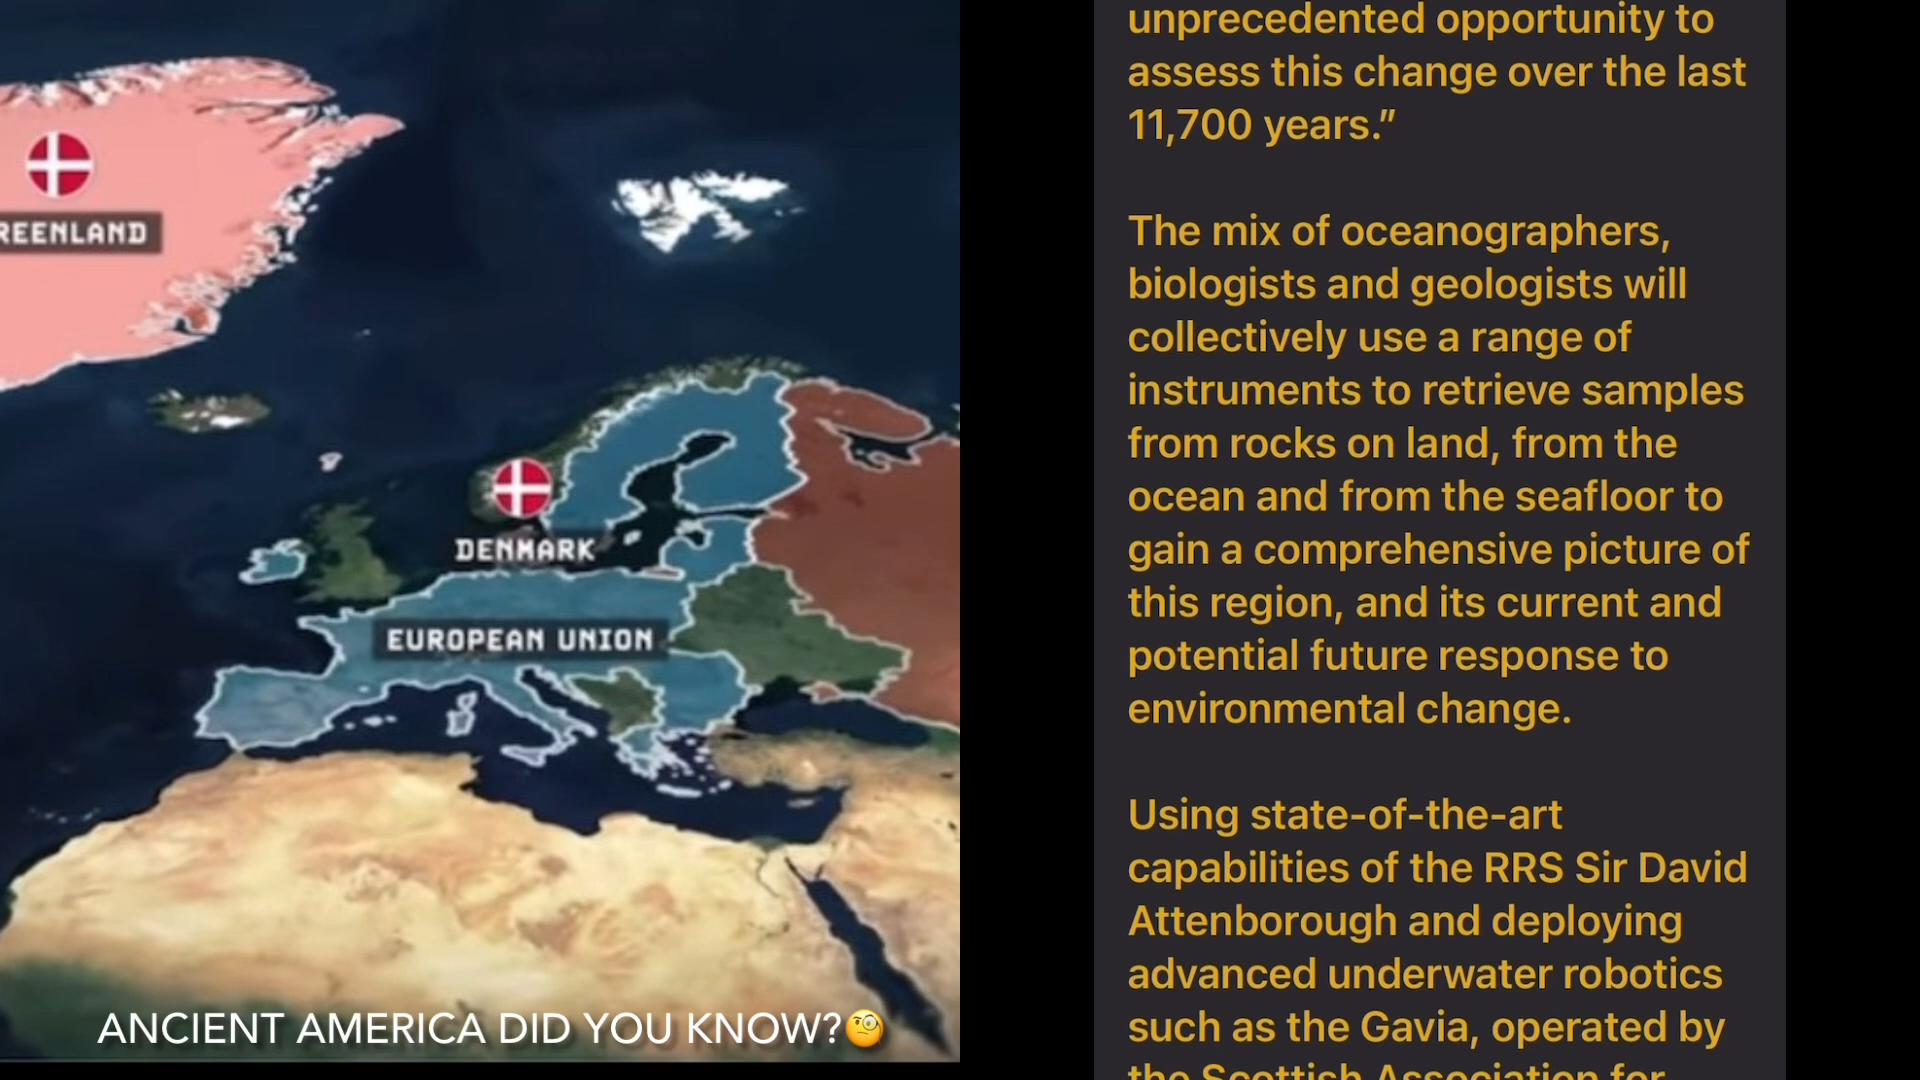 REENLAND
DENMARK
EUROPEAN UNION
ANCIENT AMERICA DID YOU KNOW?🧐
unprecedented opportunity to
assess this change over the last
11,700 years.”
The mix of oceanographers,
biologists and geologists will
collectively use a range of
instruments to retrieve samples
from rocks on land, from the
ocean and from the seafloor to
gain a comprehensive picture of
this region, and its current and
potential future response to
environmental change.
Using state-of-the-art
capabilities of the RRS Sir David
Attenborough and deploying
advanced underwater robotics
such as the Gavia, operated by
the Scottish Association for